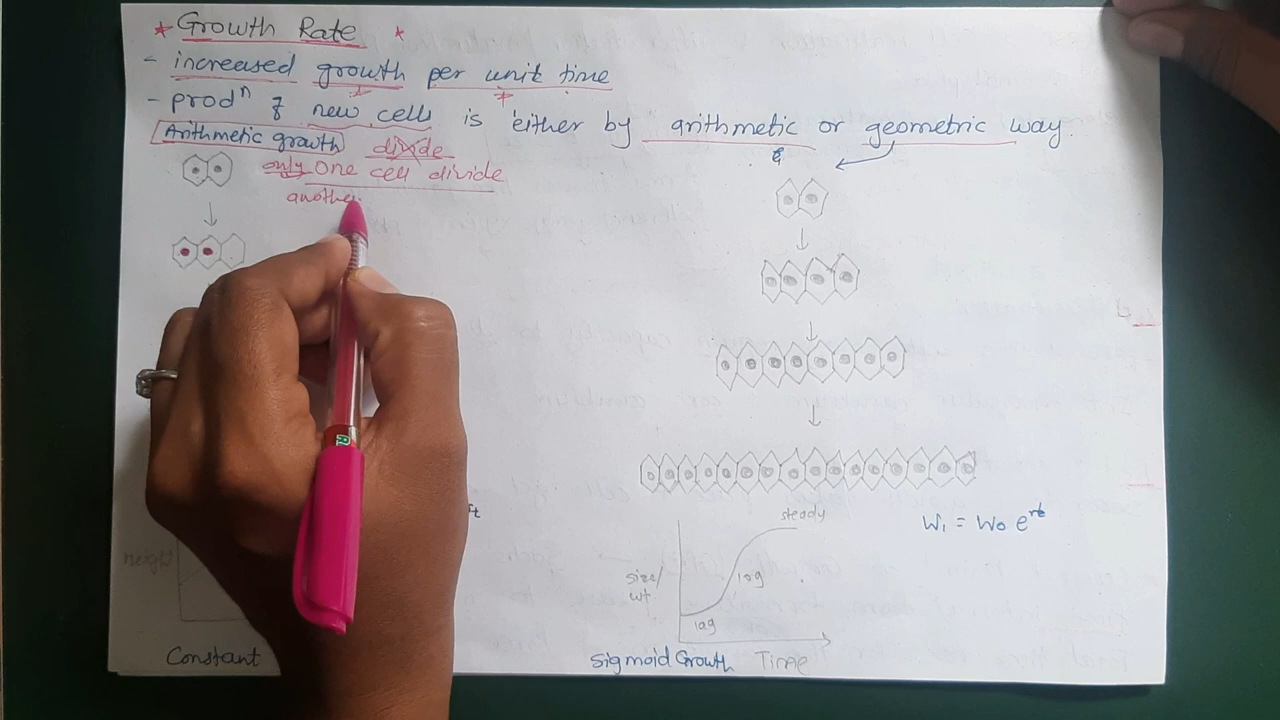 * Growth Rate *
- increased growth per unit time
- prodⁿ of new cells is either by arithmetic or geometric way.
Arithmetic growth divide
only one cell divide
another
steady
W₁ = W₀ eʳᵗ
height
size/
wt
log
lag
Constant
Sigmoid Growth Time